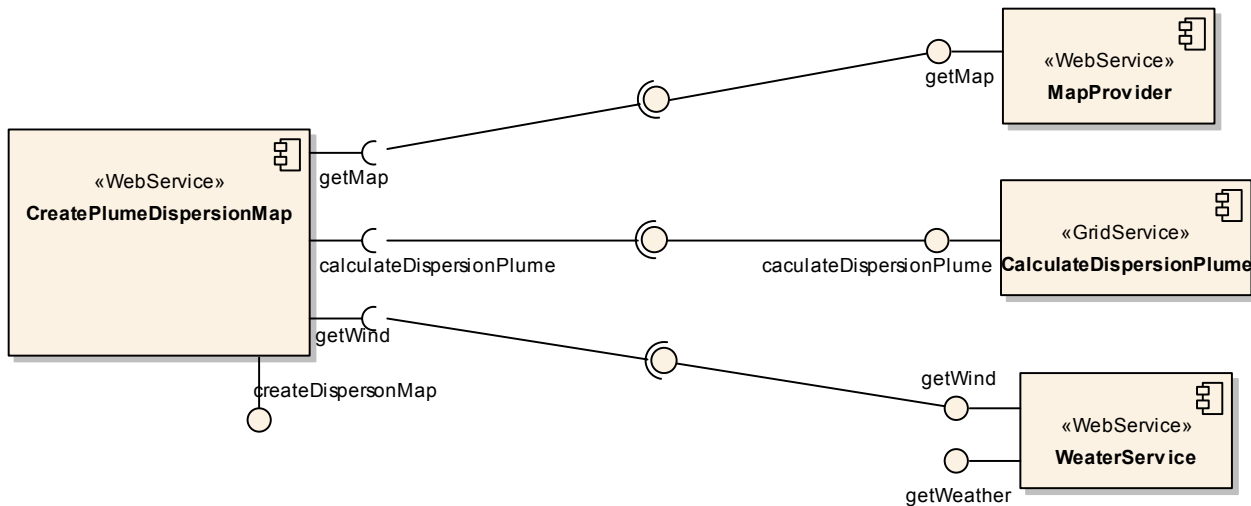 «WebService»
MapProvider
getMap
«WebService»
CreatePlumeDispersionMap
getMap
calculateDispersionPlume
getWind
createDispersonMap
caculateDispersionPlume
«GridService»
CalculateDispersionPlume
getWind
«WebService»
WeaterService
getWeather